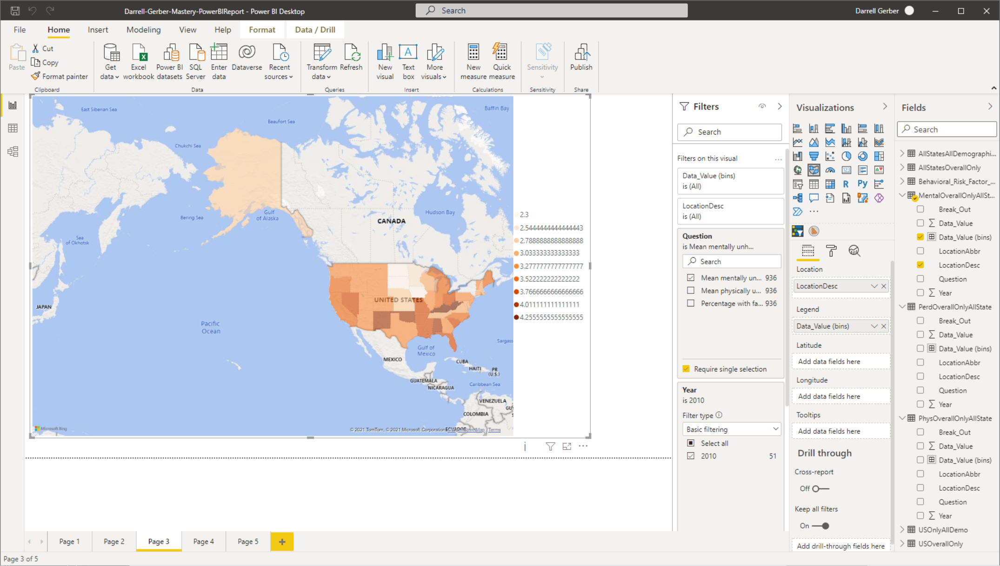 Darrell-Gerber-Mastery-PowerBIReport - Power BI Desktop
Search
Darrell Gerber
File
Home
Insert
Modeling
View
Help
Format
Data / Drill
Paste
Cut
Copy
Format painter
Clipboard
Get data
Excel workbook
Power BI datasets
SQL Server
Enter data
Dataverse
Recent sources
Data
Transform data
Refresh
Queries
New visual
Text box
More visuals
Insert
New measure
Quick measure
Calculations
Sensitivity
Sensitivity
Publish
Share
East Siberian Sea
Beaufort Sea
Baffin Bay
Chukchi Sea
Gulf of Alaska
Bering Sea
Sea of Okhotsk
CANADA
Hudson Bay
JAPAN
Pacific Ocean
UNITED STATES
Gulf of Mexico
MEXICO
CUBA
HAITI
PR (U.S.)
GUATEMALA
NICARAGUA
Caribbean Sea
VENEZUELA
COLOMBIA
Sargass
GUY
Microsoft Bing
© 2021 TomTom, © 2021 Microsoft Corporation
OpenStreetMap
Terms
2.3
2.5444444444444443
2.7888888888888888
3.033333333333333
3.2777777777777777
3.522222222222222
3.7666666666666666
4.011111111111111
4.2555555555555555
Page 1
Page 2
Page 3
Page 4
Page 5
+
Page 3 of 5
Filters
Search
Filters on this visual
Data_Value (bins)
is (All)
LocationDesc
is (All)
Question
is Mean mentally unh...
Search
Mean mentally un... 936
Mean physically u... 936
Percentage with fa... 936
Require single selection
Year
is 2010
Filter type
Basic filtering
Select all
2010 51
Visualizations
123
R
Py
Location
LocationDesc
Legend
Data_Value (bins)
Latitude
Add data fields here
Longitude
Add data fields here
Tooltips
Add data fields here
Drill through
Cross-report
Off
Keep all filters
On
Add drill-through fields here
Fields
Search
AllStatesAllDemographi...
AllStatesOverallOnly
Behavioral_Risk_Factor_...
MentalOverallOnlyAllSt...
Break_Out
Data_Value
Data_Value (bins)
LocationAbbr
LocationDesc
Question
Year
PerdOverallOnlyAllState
Break_Out
Data_Value
Data_Value (bins)
LocationAbbr
LocationDesc
Question
Year
PhysOverallOnlyAllState
Break_Out
Data_Value
Data_Value (bins)
LocationAbbr
LocationDesc
Question
Year
USOnlyAllDemo
USOverallOnly